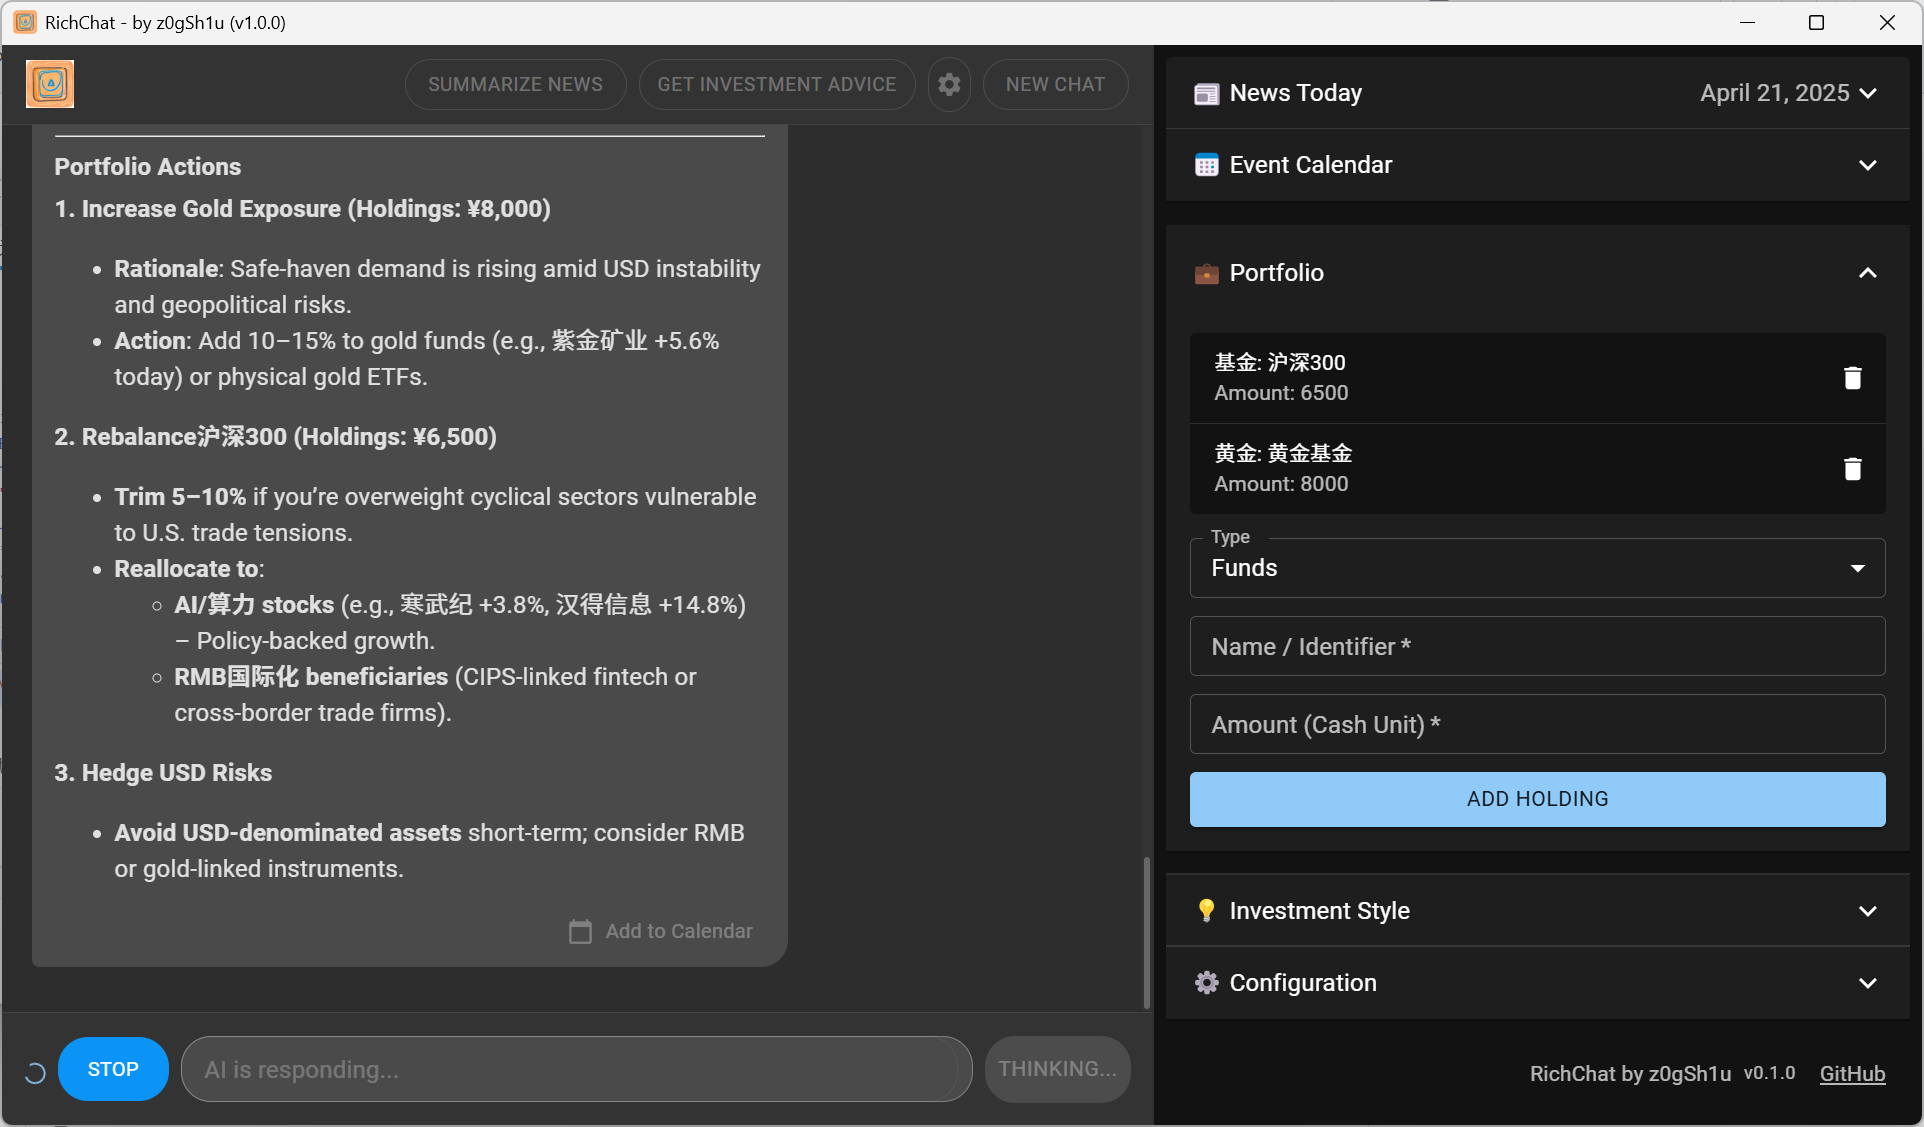 RichChat - by z0gSh1u (v1.0.0)
SUMMARIZE NEWS
GET INVESTMENT ADVICE
NEW CHAT
Portfolio Actions
1. Increase Gold Exposure (Holdings: ¥8,000)
• Rationale: Safe-haven demand is rising amid USD instability
and geopolitical risks.
• Action: Add 10–15% to gold funds (e.g., 紫金矿业 +5.6%
today) or physical gold ETFs.
2. Rebalance沪深300 (Holdings: ¥6,500)
• Trim 5–10% if you’re overweight cyclical sectors vulnerable
to U.S. trade tensions.
• Reallocate to:
◦ AI/算力 stocks (e.g., 寒武纪 +3.8%, 汉得信息 +14.8%)
– Policy-backed growth.
◦ RMB国际化 beneficiaries (CIPS-linked fintech or
cross-border trade firms).
3. Hedge USD Risks
• Avoid USD-denominated assets short-term; consider RMB
or gold-linked instruments.
Add to Calendar
STOP
AI is responding...
THINKING...
News Today
April 21, 2025
Event Calendar
Portfolio
基金: 沪深300
Amount: 6500
黄金: 黄金基金
Amount: 8000
Type
Funds
Name / Identifier *
Amount (Cash Unit) *
ADD HOLDING
Investment Style
Configuration
RichChat by z0gSh1u v0.1.0 GitHub